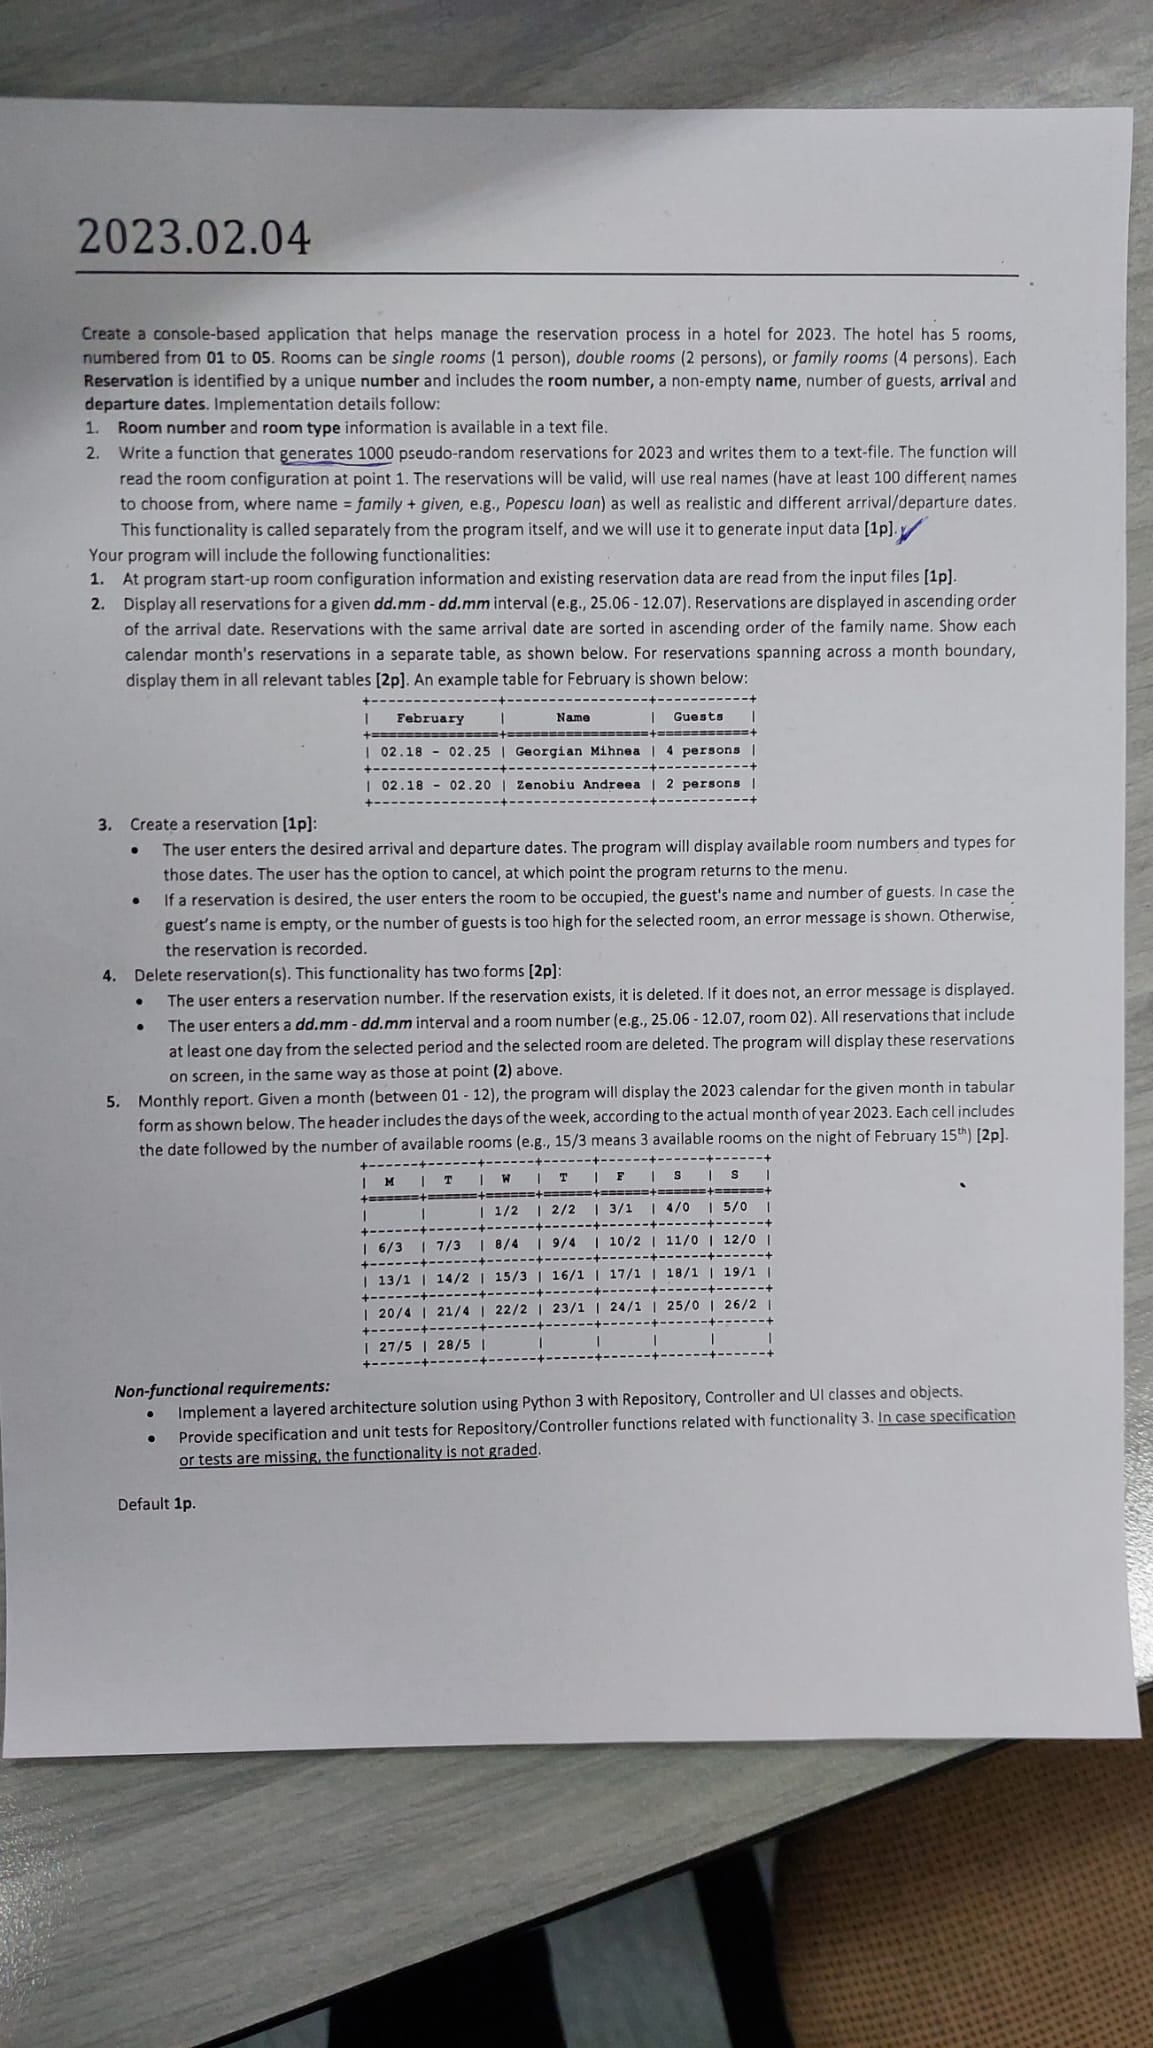 2023.02.04
Create a console-based application that helps manage the reservation process in a hotel for 2023. The hotel has 5 rooms,
numbered from 01 to 05. Rooms can be single rooms (1 person), double rooms (2 persons), or family rooms (4 persons). Each
Reservation is identified by a unique number and includes the room number, a non-empty name, number of guests, arrival and
departure dates. Implementation details follow:
1. Room number and room type information is available in a text file.
2. Write a function that generates 1000 pseudo-random reservations for 2023 and writes them to a text-file. The function will
read the room configuration at point 1. The reservations will be valid, will use real names (have at least 100 different names
to choose from, where name = family + given, e.g., Popescu Ioan) as well as realistic and different arrival/departure dates.
This functionality is called separately from the program itself, and we will use it to generate input data [1p].
Your program will include the following functionalities:
1. At program start-up room configuration information and existing reservation data are read from the input files [1p].
2. Display all reservations for a given dd.mm - dd.mm interval (e.g., 25.06 - 12.07). Reservations are displayed in ascending order
of the arrival date. Reservations with the same arrival date are sorted in ascending order of the family name. Show each
calendar month's reservations in a separate table, as shown below. For reservations spanning across a month boundary,
display them in all relevant tables [2p]. An example table for February is shown below:
+---------------+-----------------+-----------+
| February | Name | Guests |
+===============+=================+===========+
| 02.18 - 02.25 | Georgian Mihnea | 4 persons |
+---------------+-----------------+-----------+
| 02.18 - 02.20 | Zenobiu Andreea | 2 persons |
+---------------+-----------------+-----------+
3. Create a reservation [1p]:
• The user enters the desired arrival and departure dates. The program will display available room numbers and types for
those dates. The user has the option to cancel, at which point the program returns to the menu.
• If a reservation is desired, the user enters the room to be occupied, the guest's name and number of guests. In case the
guest's name is empty, or the number of guests is too high for the selected room, an error message is shown. Otherwise,
the reservation is recorded.
4. Delete reservation(s). This functionality has two forms [2p]:
• The user enters a reservation number. If the reservation exists, it is deleted. If it does not, an error message is displayed.
• The user enters a dd.mm - dd.mm interval and a room number (e.g., 25.06 - 12.07, room 02). All reservations that include
at least one day from the selected period and the selected room are deleted. The program will display these reservations
on screen, in the same way as those at point (2) above.
5. Monthly report. Given a month (between 01 - 12), the program will display the 2023 calendar for the given month in tabular
form as shown below. The header includes the days of the week, according to the actual month of year 2023. Each cell includes
the date followed by the number of available rooms (e.g., 15/3 means 3 available rooms on the night of February 15th) [2p].
+------+------+------+------+------+------+------+
| M | T | W | T | F | S | S |
+======+======+======+======+======+======+======+
| | | 1/2 | 2/2 | 3/1 | 4/0 | 5/0 |
+------+------+------+------+------+------+------+
| 6/3 | 7/3 | 8/4 | 9/4 | 10/2 | 11/0 | 12/0 |
+------+------+------+------+------+------+------+
| 13/1 | 14/2 | 15/3 | 16/1 | 17/1 | 18/1 | 19/1 |
+------+------+------+------+------+------+------+
| 20/4 | 21/4 | 22/2 | 23/1 | 24/1 | 25/0 | 26/2 |
+------+------+------+------+------+------+------+
| 27/5 | 28/5 | | | | | |
+------+------+------+------+------+------+------+
Non-functional requirements:
• Implement a layered architecture solution using Python 3 with Repository, Controller and UI classes and objects.
• Provide specification and unit tests for Repository/Controller functions related with functionality 3. In case specification
or tests are missing, the functionality is not graded.
Default 1p.